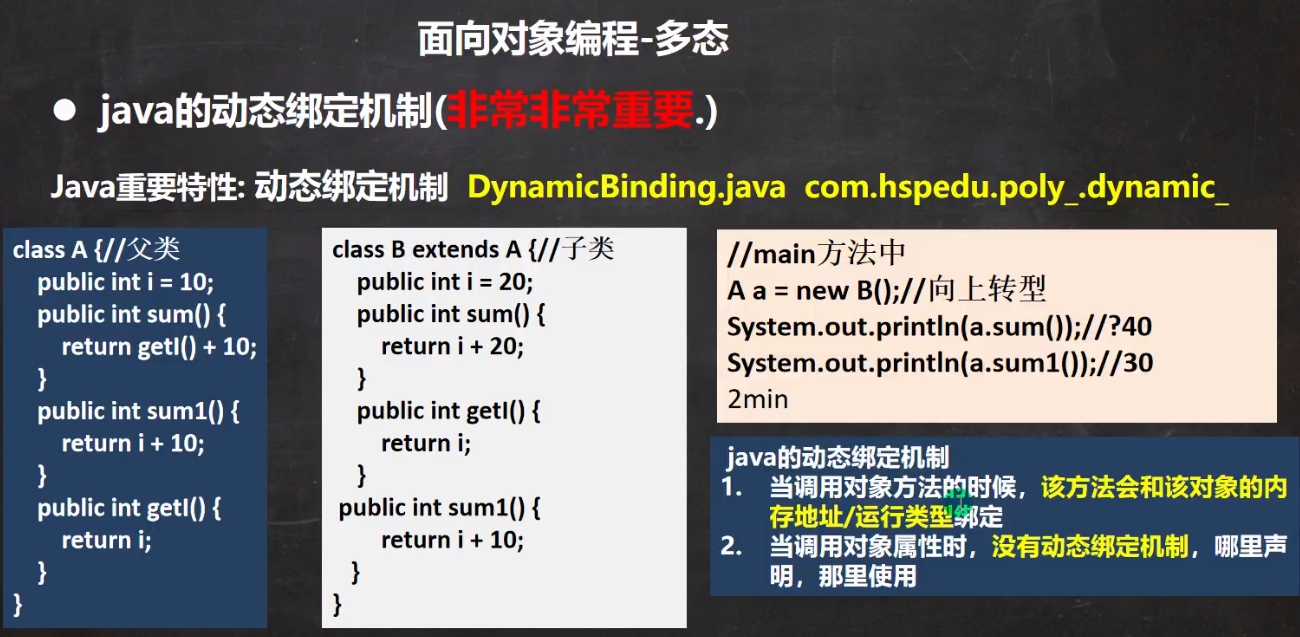 面向对象编程-多态
● java的动态绑定机制(非常非常重要.)
Java重要特性: 动态绑定机制 DynamicBinding.java com.hspedu.poly_.dynamic_
class A {//父类
public int i = 10;
public int sum() {
return getI() + 10;
}
public int sum1() {
return i + 10;
}
public int getI() {
return i;
}
}
class B extends A {//子类
public int i = 20;
public int sum() {
return i + 20;
}
public int getI() {
return i;
}
public int sum1() {
return i + 10;
}
}
//main方法中
A a = new B();//向上转型
System.out.println(a.sum());//?40
System.out.println(a.sum1());//30
2min
java的动态绑定机制
1. 当调用对象方法的时候，该方法会和该对象的内
存地址/运行类型绑定
2. 当调用对象属性时，没有动态绑定机制，哪里声
明，那里使用